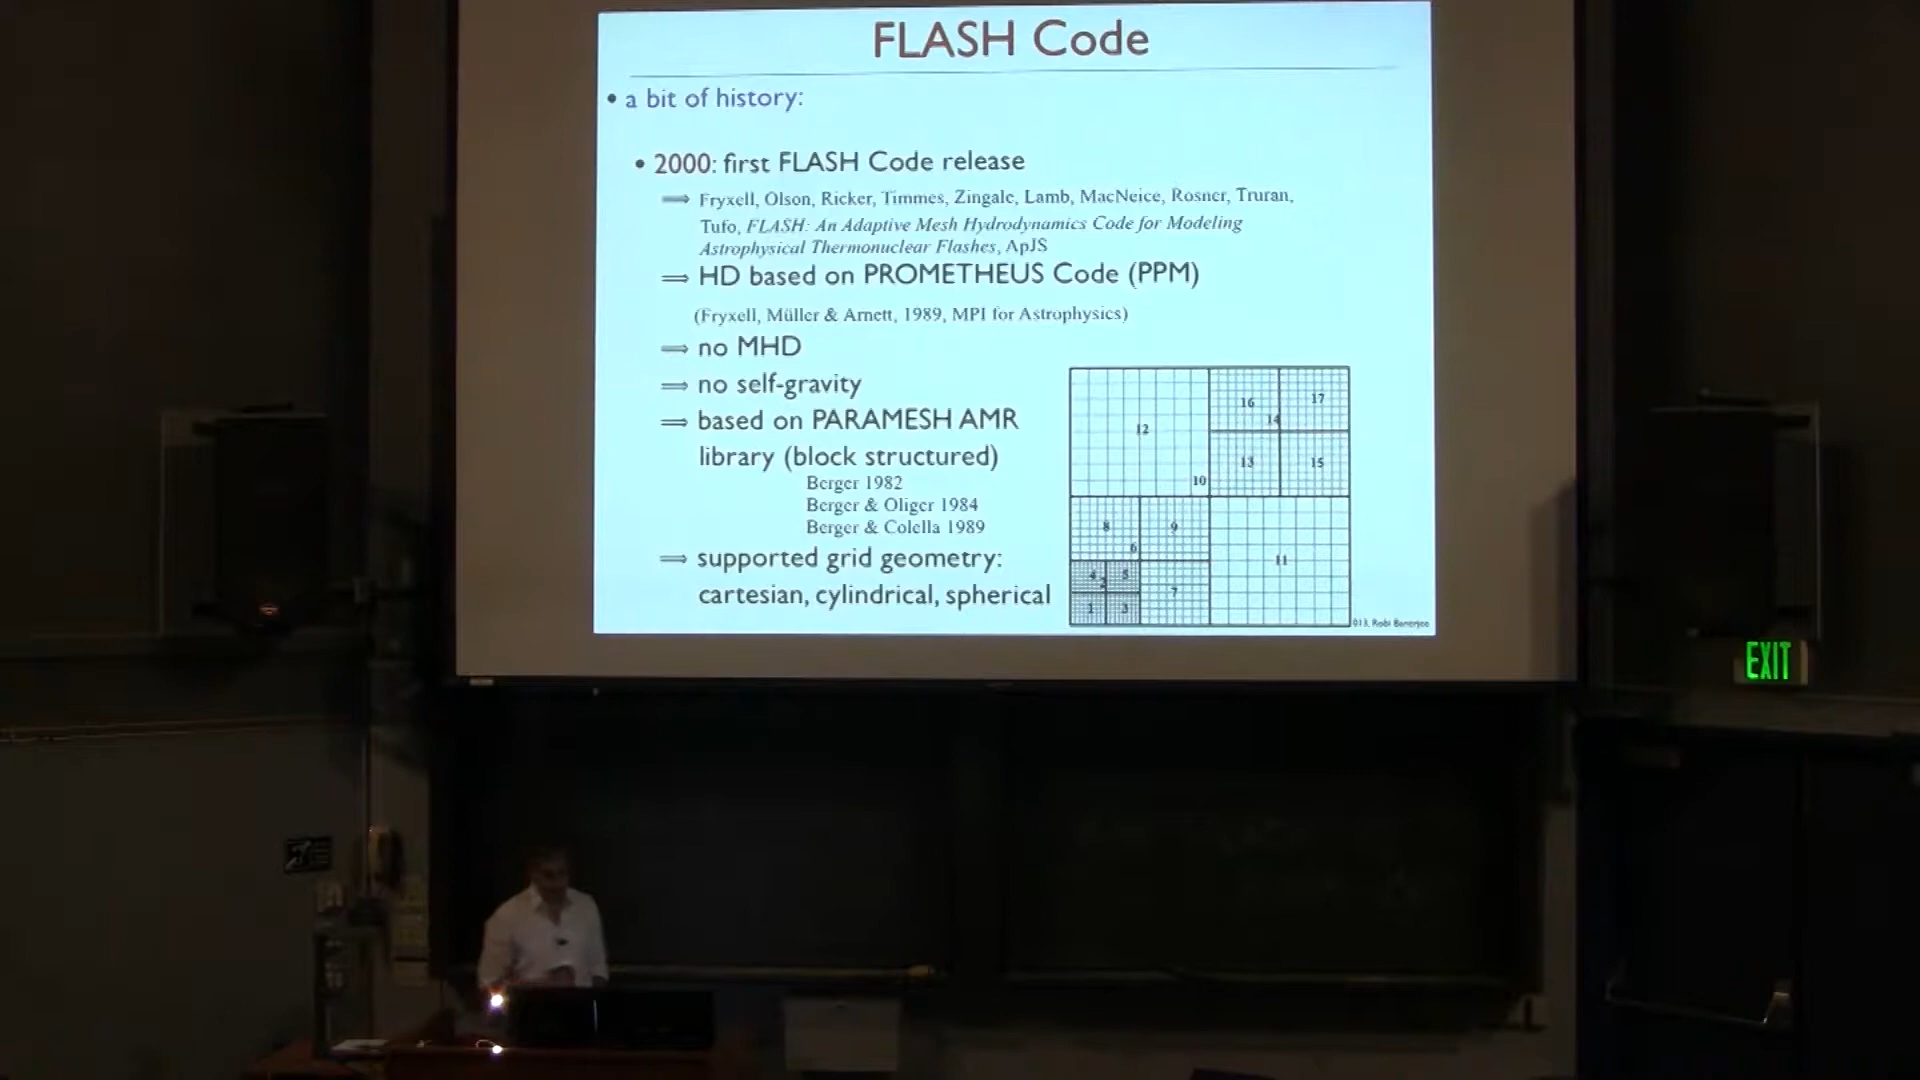 FLASH Code
• a bit of history:
• 2000: first FLASH Code release
⟹ Fryxell, Olson, Ricker, Timmes, Zingale, Lamb, MacNeice, Rosner, Truran,
Tufo, FLASH: An Adaptive Mesh Hydrodynamics Code for Modeling
Astrophysical Thermonuclear Flashes, ApJS
⟹ HD based on PROMETHEUS Code (PPM)
(Fryxell, Müller & Arnett, 1989, MPI for Astrophysics)
⟹ no MHD
⟹ no self-gravity
⟹ based on PARAMESH AMR
library (block structured)
Berger 1982
Berger & Oliger 1984
Berger & Colella 1989
⟹ supported grid geometry:
cartesian, cylindrical, spherical
16 17
14
12
13 15
10
8 9
6
11
4 5
2
7
1 3
013, Robi Banerjee
EXIT